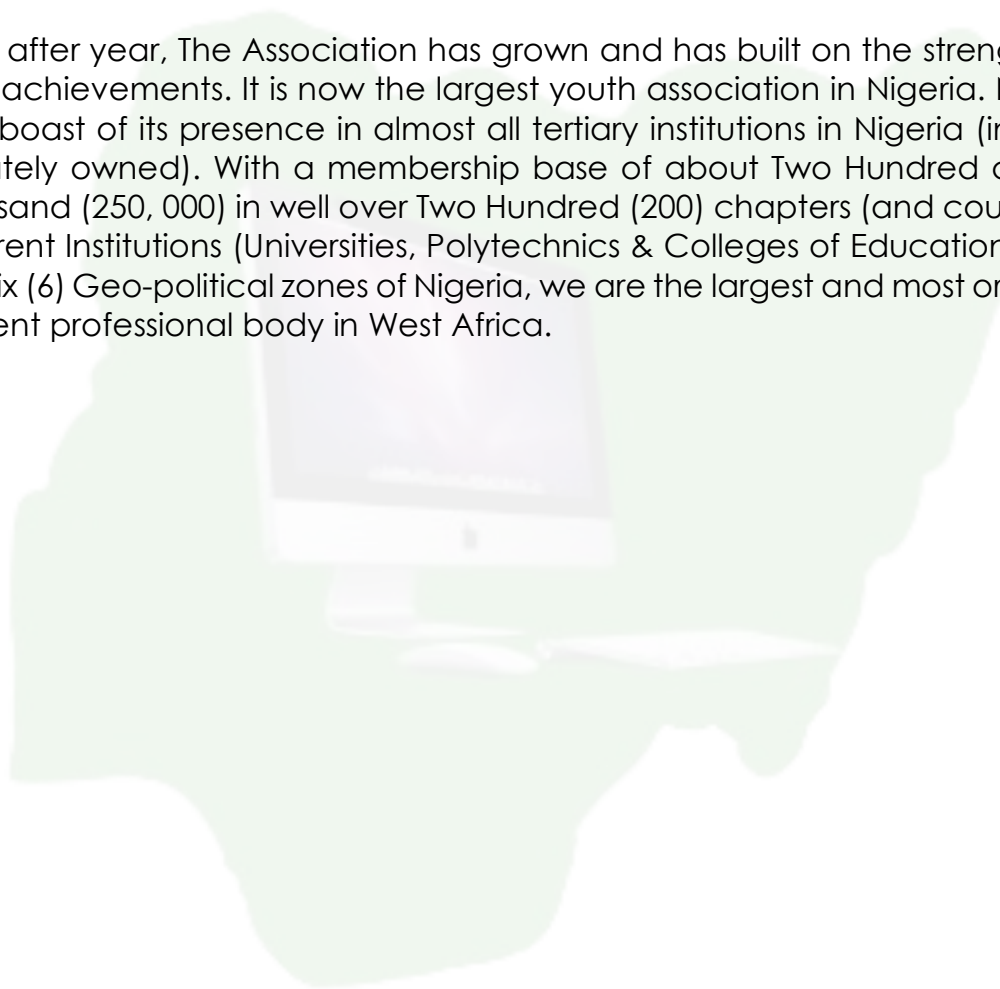 after year, The Association has grown and has built on the streng
achievements. It is now the largest youth association in Nigeria.
boast of its presence in almost all tertiary institutions in Nigeria (in
tely owned). With a membership base of about Two Hundred
sand (250, 000) in well over Two Hundred (200) chapters (and cou
rent Institutions (Universities, Polytechnics & Colleges of Education
ix (6) Geo-political zones of Nigeria, we are the largest and most or
ent professional body in West Africa.